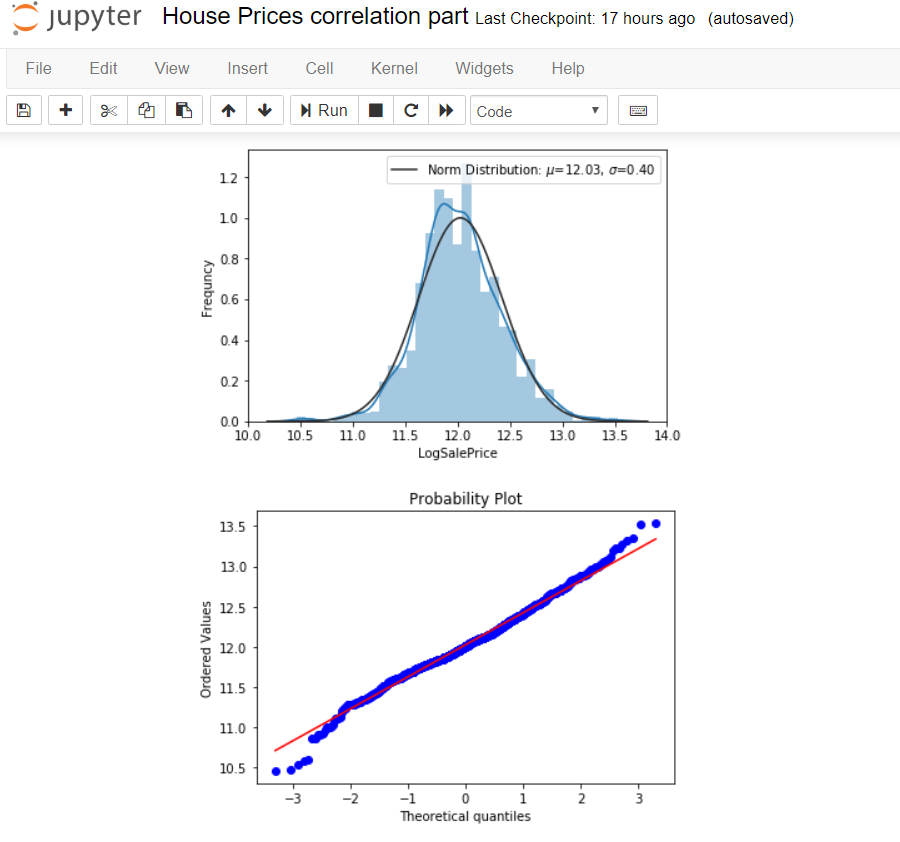 jupyter House Prices correlation part Last Checkpoint: 17 hours ago (autosaved)
File Edit View Insert Cell Kernel Widgets Help
Run Code
Norm Distribution: μ=12.03, σ=0.40
1.2
1.0
0.8
0.6
0.4
0.2
0.0
Frequncy
10.0 10.5 11.0 11.5 12.0 12.5 13.0 13.5 14.0
LogSalePrice
Probability Plot
13.5
13.0
12.5
12.0
11.5
11.0
10.5
Ordered Values
−3 −2 −1 0 1 2 3
Theoretical quantiles